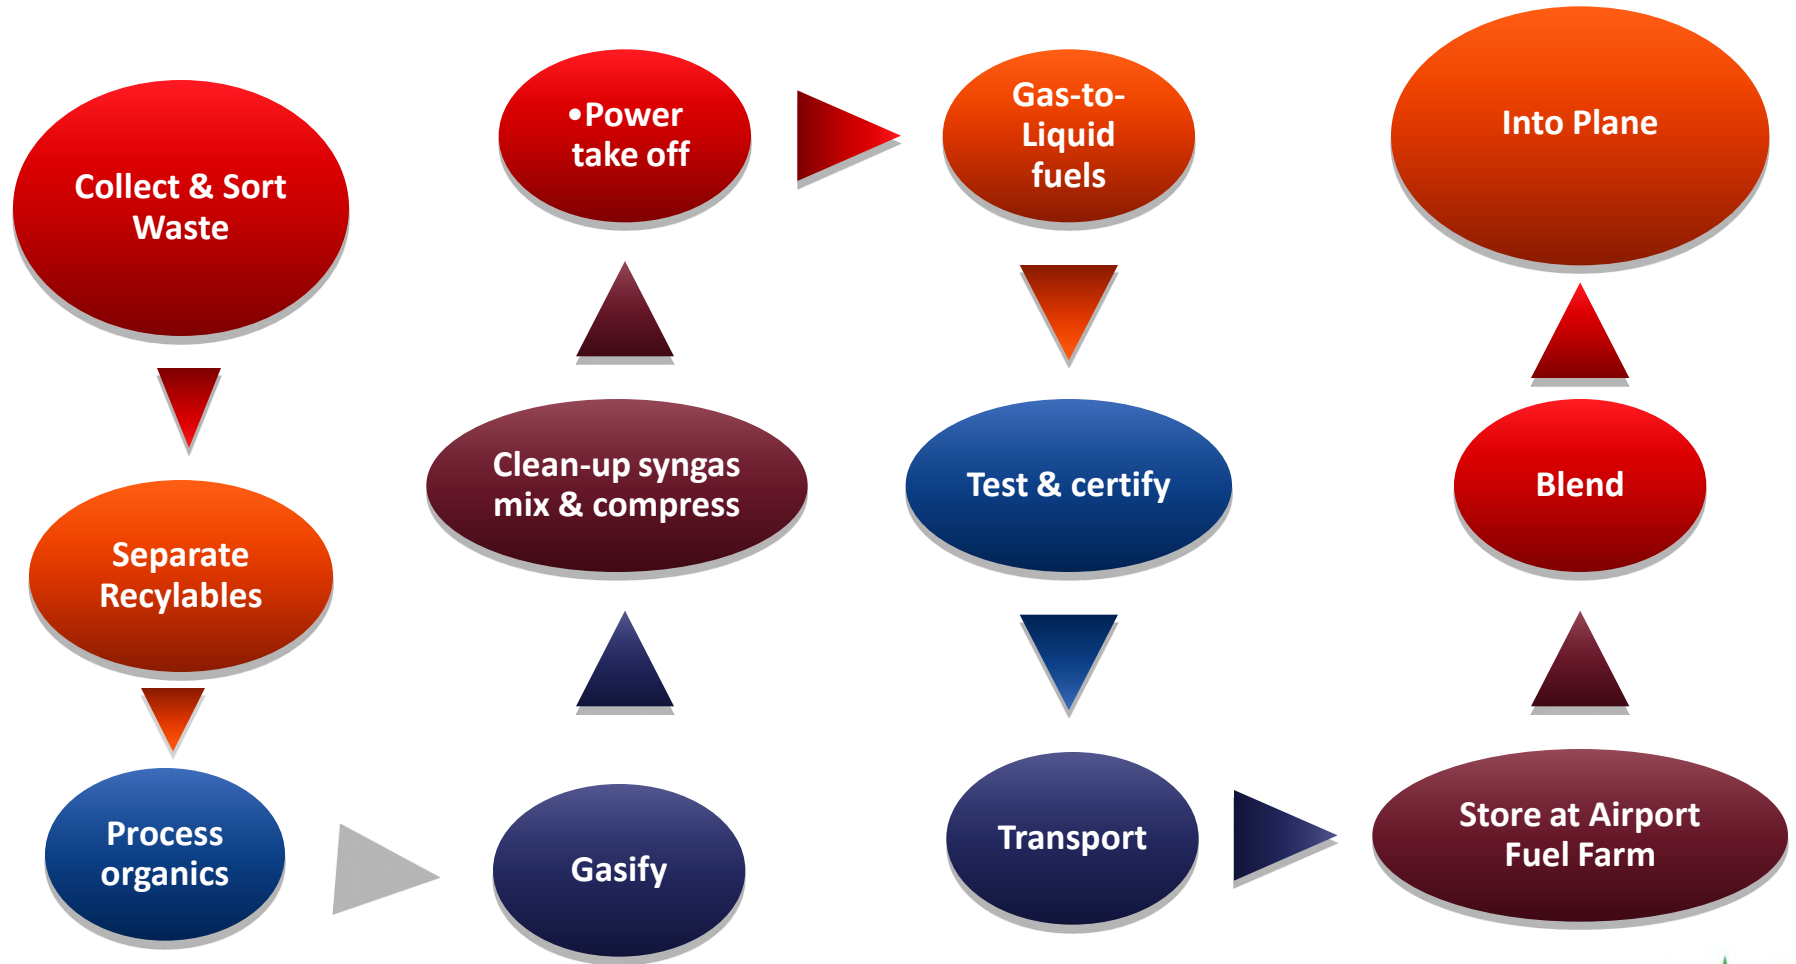 Collect & Sort
Waste
Separate
Recylables
Process
organics
Gasify
Clean-up syngas
mix & compress
•Power
take off
Gas-to-
Liquid
fuels
Test & certify
Transport
Store at Airport
Fuel Farm
Blend
Into Plane